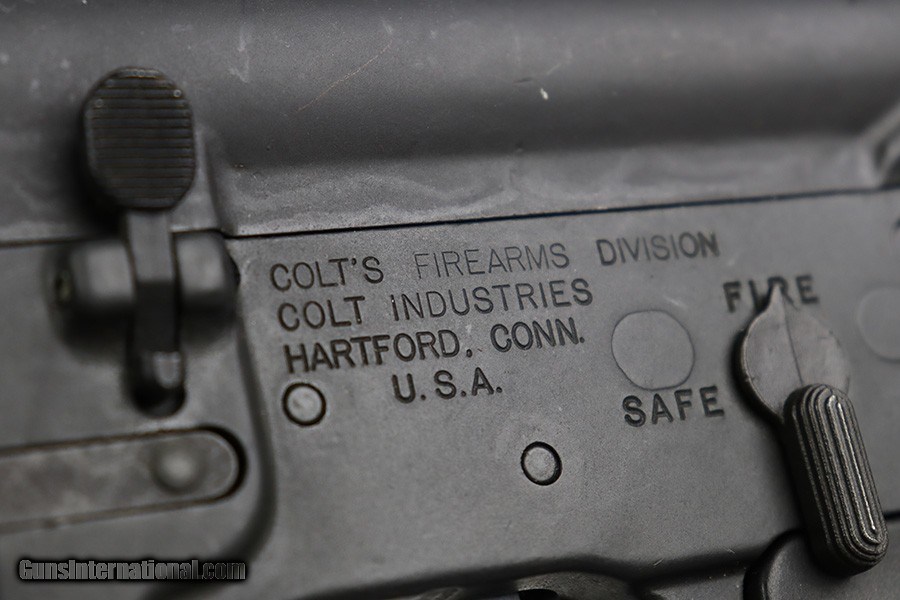 COLT'S FIREARMS DIVISION
COLT INDUSTRIES
HARTFORD, CONN.
U.S.A.
FIRE
SAFE
GunsInternational.com